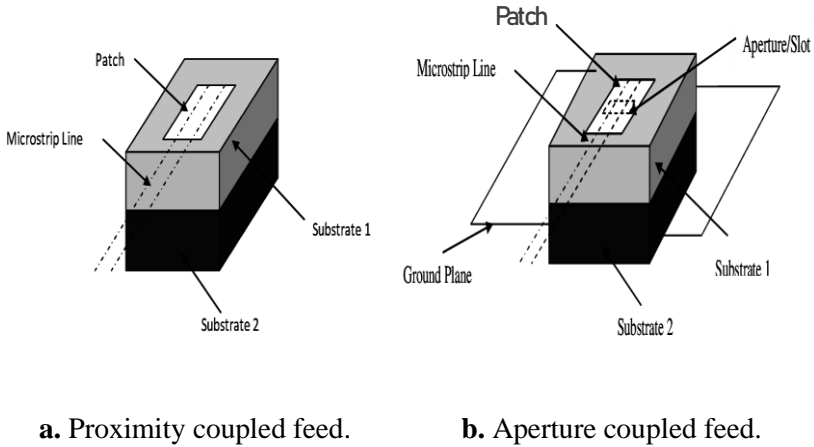 Patch
Microstrip Line
Substrate 1
Substrate 2
Patch
Aperture/Slot
Microstrip Line
Ground Plane
Substrate 1
Substrate 2
a. Proximity coupled feed.
b. Aperture coupled feed.